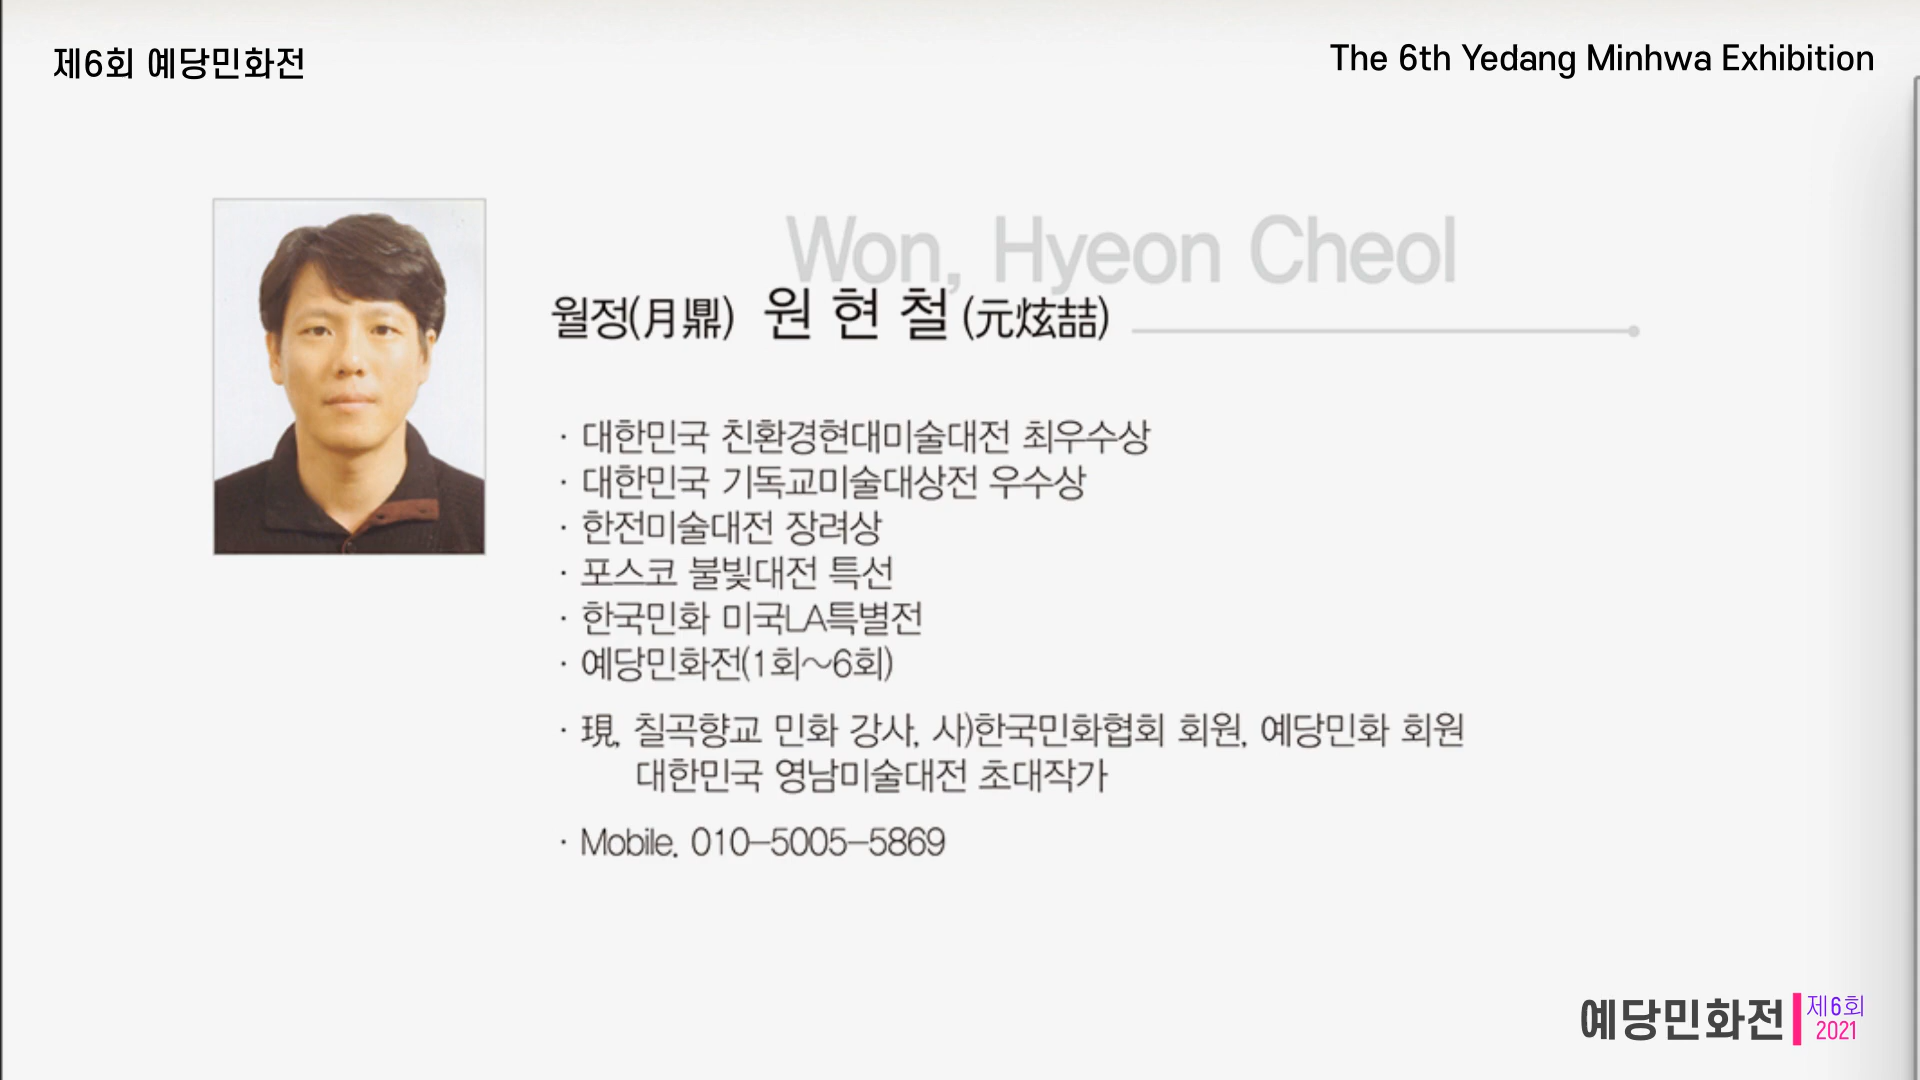 제6회 예당민화전
The 6th Yedang Minhwa Exhibition
Won, Hyeon Cheol
월정(月鼎) 원현철(元炫喆)
· 대한민국 친환경현대미술대전 최우수상
· 대한민국 기독교미술대상전 우수상
· 한전미술대전 장려상
· 포스코 불빛대전 특선
· 한국민화 미국LA특별전
· 예당민화전(1회~6회)
· 現, 칠곡향교 민화 강사, 사)한국민화협회 회원, 예당민화 회원
대한민국 영남미술대전 초대작가
· Mobile. 010-5005-5869
예당민화전
제6회
2021